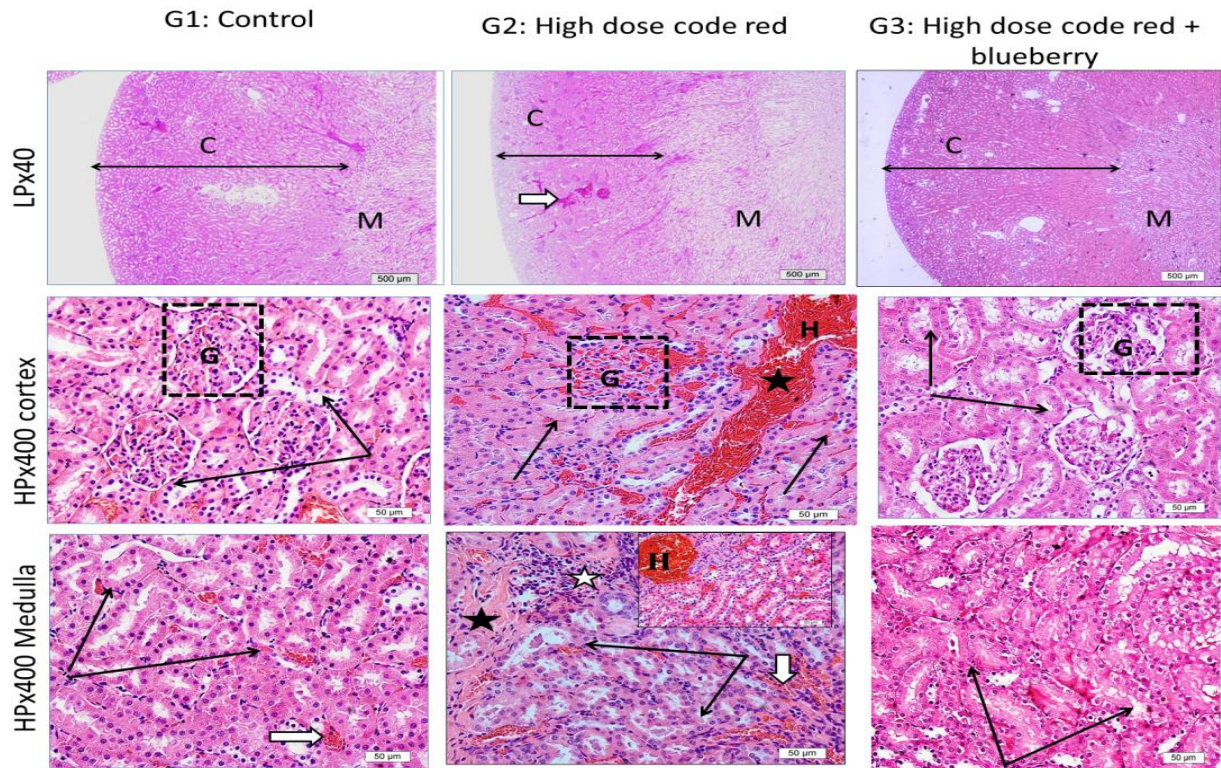 G1: Control
G2: High dose code red
G3: High dose code red +
blueberry
LPx40
C
M
500 µm
C
M
500 µm
C
M
500 µm
HPx400 cortex
G
50 µm
G
H
50 µm
G
50 µm
HPx400 Medulla
50 µm
H
50 µm
50 µm